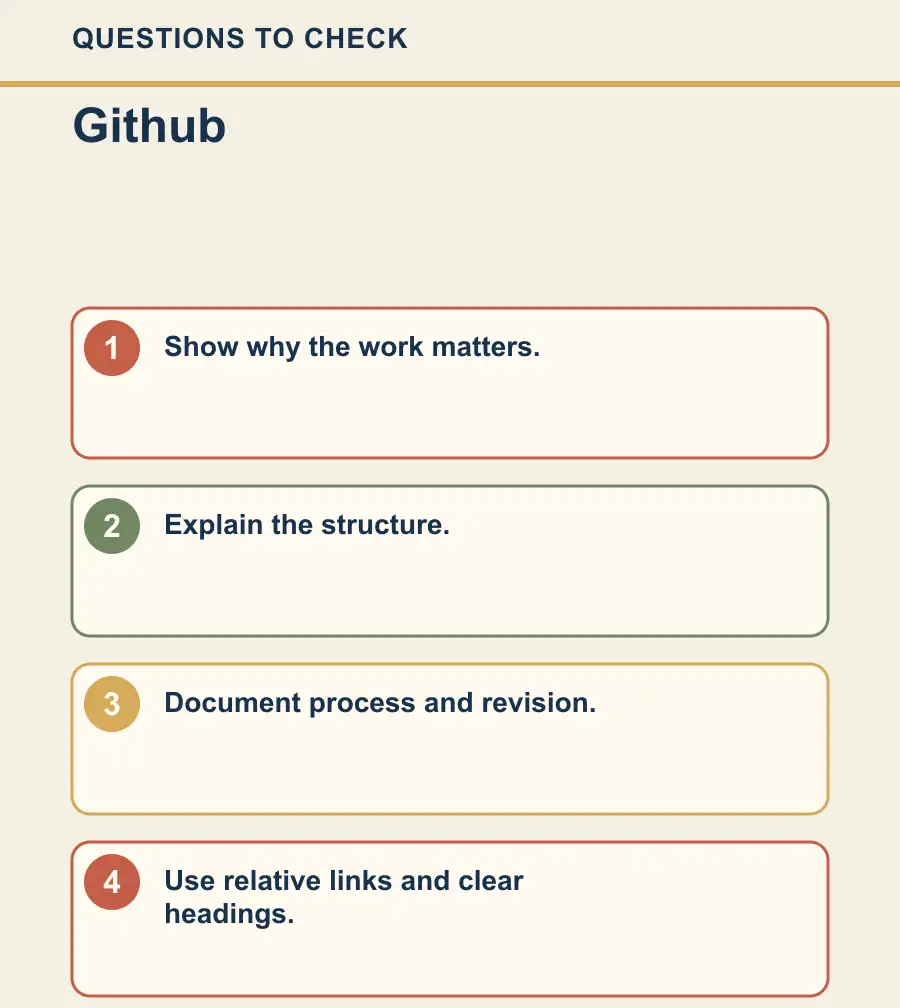 QUESTIONS TO CHECK
Github
1 Show why the work matters.
2 Explain the structure.
3 Document process and revision.
4 Use relative links and clear
headings.